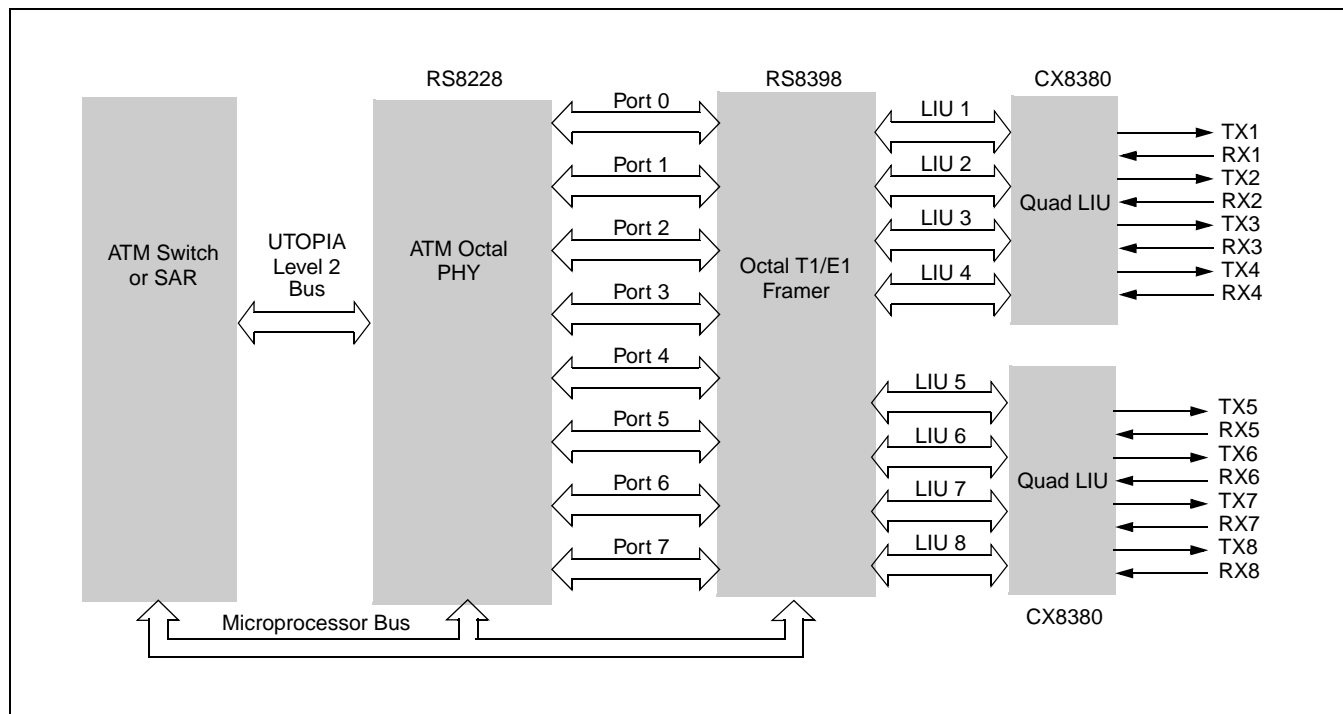 RS8228
RS8398
CX8380
ATM Switch
or SAR
UTOPIA
Level 2
Bus
ATM Octal
PHY
Port 0
Port 1
Port 2
Port 3
Port 4
Port 5
Port 6
Port 7
Octal T1/E1
Framer
LIU 1
LIU 2
LIU 3
LIU 4
LIU 5
LIU 6
LIU 7
LIU 8
Quad LIU
TX1
RX1
TX2
RX2
TX3
RX3
TX4
RX4
Quad LIU
TX5
RX5
TX6
RX6
TX7
RX7
TX8
RX8
CX8380
Microprocessor Bus